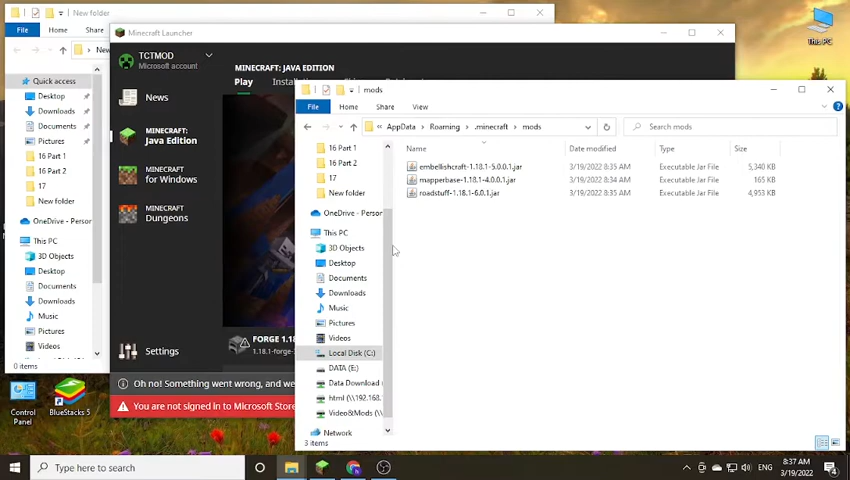 New folder
File
Home
New
Quick access
Desktop
Downloads
Documents
Pictures
16 Part 1
16 Part 2
17
New folder
OneDrive - Person
This PC
3D Objects
Desktop
Documents
Downloads
Music
Pictures
Videos
0 items
Minecraft Launcher
TCTMOD
Microsoft account
News
MINECRAFT:
Java Edition
MINECRAFT
for Windows
MINECRAFT
Dungeons
Settings
MINECRAFT: JAVA EDITION
Play
FORGE 1.18
1.18.1-forge-
Oh no! Something went wrong, and we
You are not signed in to Microsoft Store
mods
File
Home
Share
View
« AppData > Roaming > .minecraft > mods
Search mods
16 Part 1
16 Part 2
17
New folder
OneDrive - Person
This PC
3D Objects
Desktop
Documents
Downloads
Music
Pictures
Videos
Local Disk (C:)
DATA (E:)
Data Download
html (\\192.168.
Video&Mods (\\
Network
3 items
Name Date modified Type Size
embellishcraft-1.18.1-5.0.0.1.jar 3/19/2022 8:35 AM Executable Jar File 5,340 KB
mapperbase-1.18.1-4.0.0.1.jar 3/19/2022 8:34 AM Executable Jar File 165 KB
roadstuff-1.18.1-6.0.1.jar 3/19/2022 8:35 AM Executable Jar File 4,953 KB
This PC
Control
Panel
BlueStacks 5
Type here to search
ENG
8:37 AM
3/19/2022